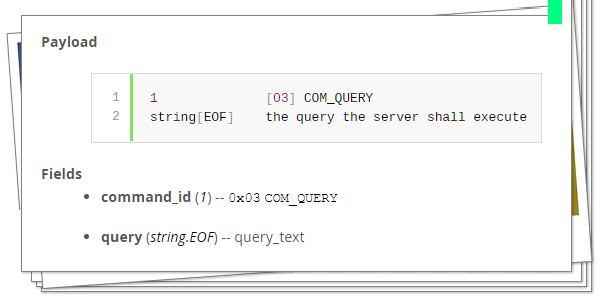 Payload
1 1 [03] COM_QUERY
2 string[EOF] the query the server shall execute
Fields
• command_id (1) -- 0x03 COM_QUERY
• query (string.EOF) -- query_text